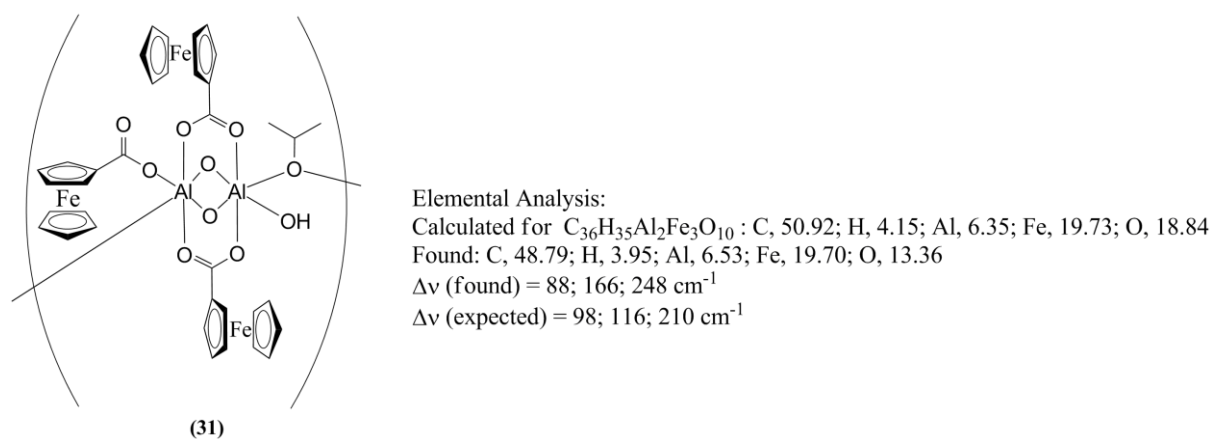 Fe
O
O
O
O
O
Al
Al
O
O
Fe
O
OH
O
O
Fe
Elemental Analysis:
Calculated for C₃₆H₃₅Al₂Fe₃O₁₀ : C, 50.92; H, 4.15; Al, 6.35; Fe, 19.73; O, 18.84
Found: C, 48.79; H, 3.95; Al, 6.53; Fe, 19.70; O, 13.36
Δν (found) = 88; 166; 248 cm⁻¹
Δν (expected) = 98; 116; 210 cm⁻¹
(31)